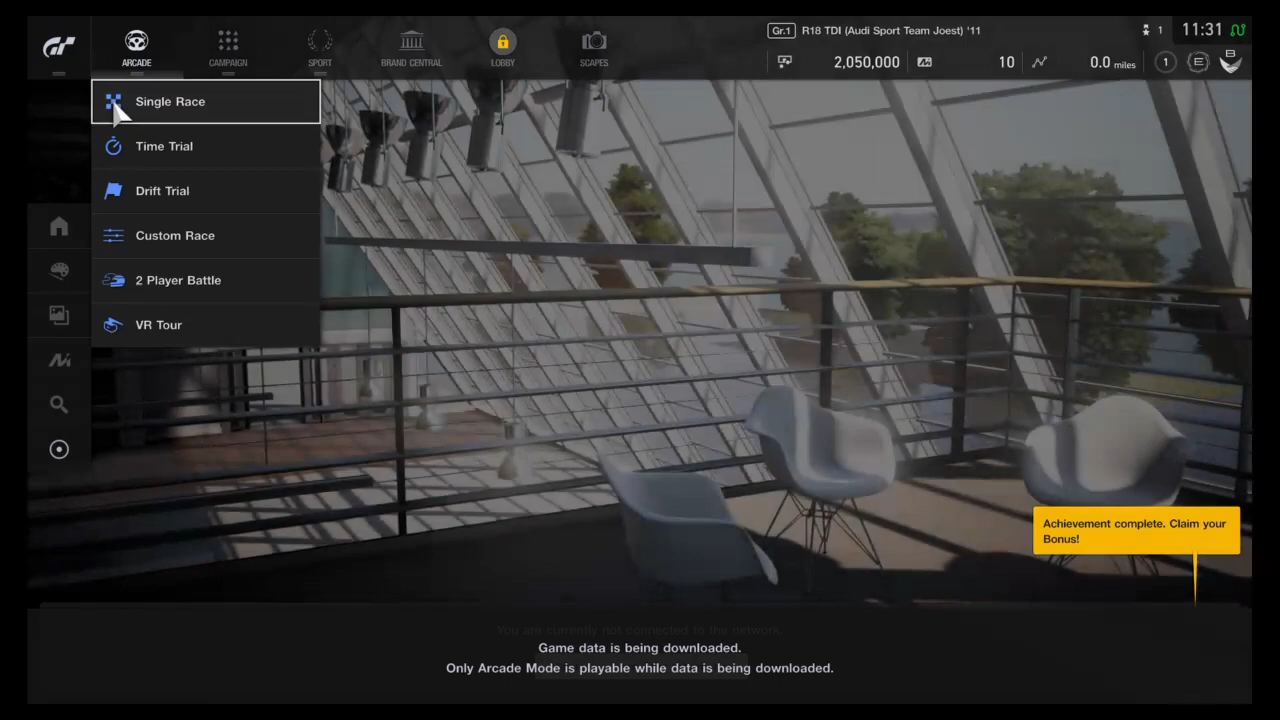 Gr.1 R18 TDI (Audi Sport Team Joest) '11
1 11:31
ARCADE CAMPAIGN SPORT BRAND CENTRAL LOBBY SCAPES
2,050,000 10 0.0 miles 1 E B
Single Race
Time Trial
Drift Trial
Custom Race
2 Player Battle
VR Tour
Achievement complete. Claim your
Bonus!
You are currently not connected to the network.
Game data is being downloaded.
Only Arcade Mode is playable while data is being downloaded.